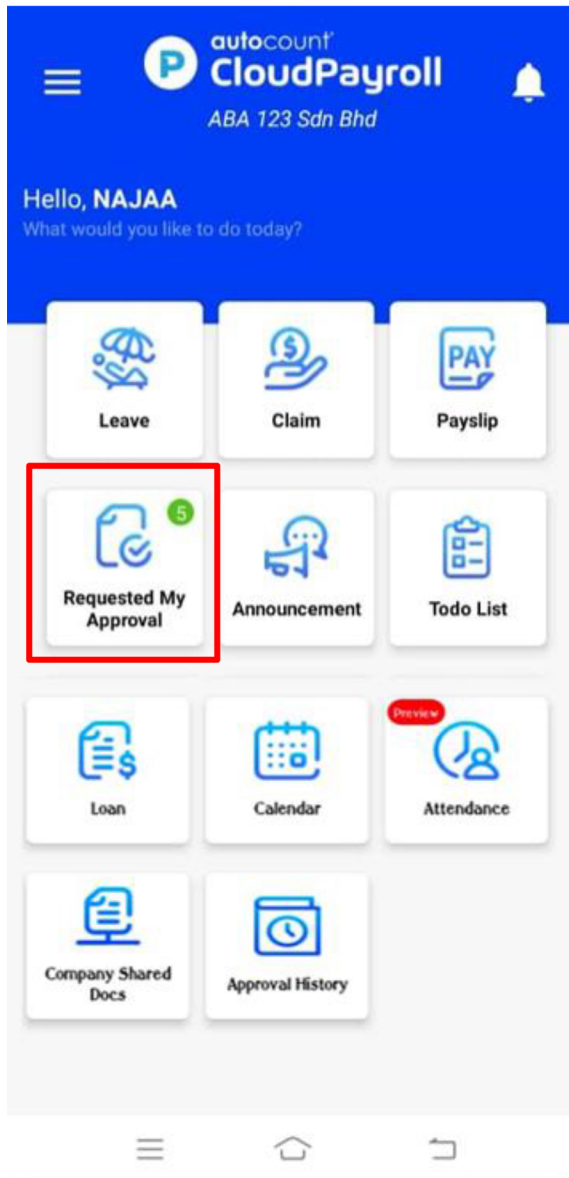 autocount
CloudPayroll
ABA 123 Sdn Bhd
Hello, NAJAA
What would you like to do today?
PAY
Leave
Claim
Payslip
5
Requested My
Approval
Announcement
Todo List
Preview
Loan
Calendar
Attendance
Company Shared
Docs
Approval History